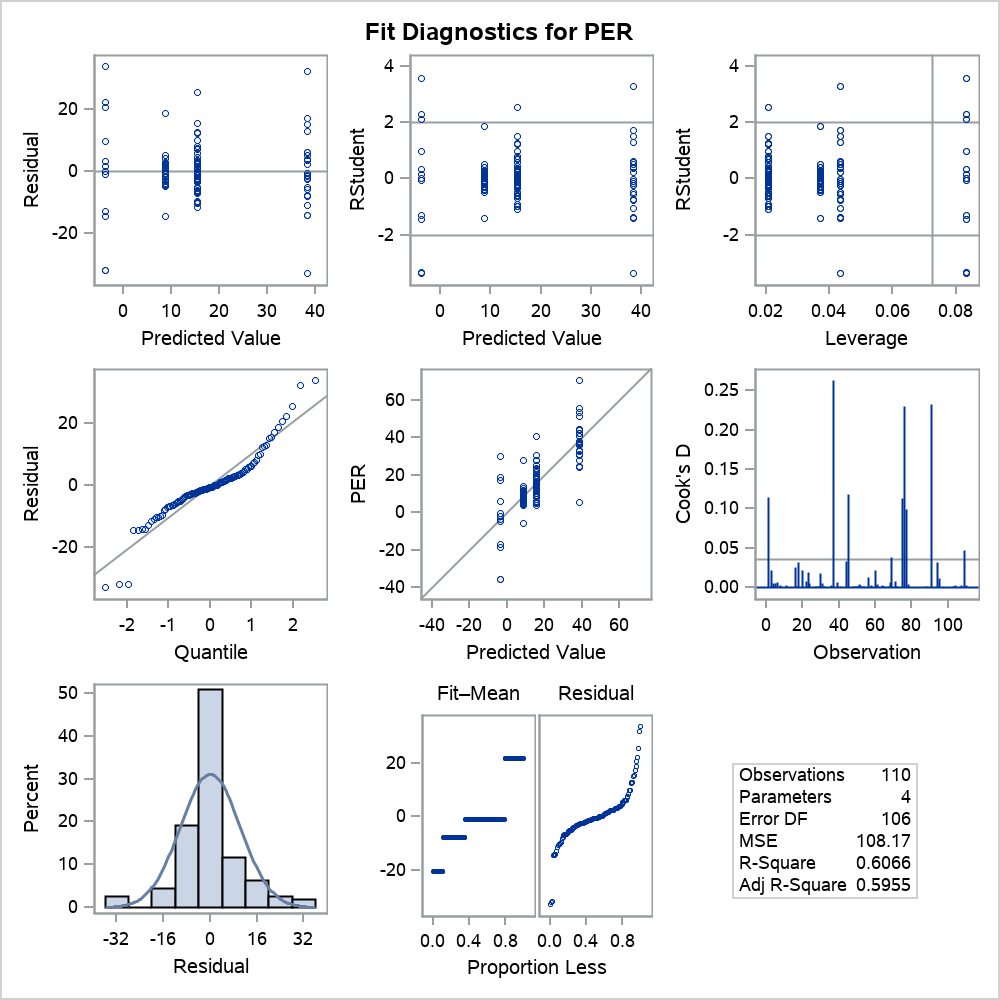 Fit Diagnostics for PER
20
0
-20
Residual
0 10 20 30 40
Predicted Value
4
2
0
-2
RStudent
0 10 20 30 40
Predicted Value
4
2
0
-2
RStudent
0.02 0.04 0.06 0.08
Leverage
20
0
-20
Residual
-2 -1 0 1 2
Quantile
60
40
20
0
-20
-40
PER
-40 -20 0 20 40 60
Predicted Value
0.25
0.20
0.15
0.10
0.05
0.00
Cook's D
0 20 40 60 80 100
Observation
50
40
30
20
10
0
Percent
-32 -16 0 16 32
Residual
Fit–Mean Residual
20
0
-20
0.0 0.4 0.8 0.0 0.4 0.8
Proportion Less
Observations 110
Parameters 4
Error DF 106
MSE 108.17
R-Square 0.6066
Adj R-Square 0.5955